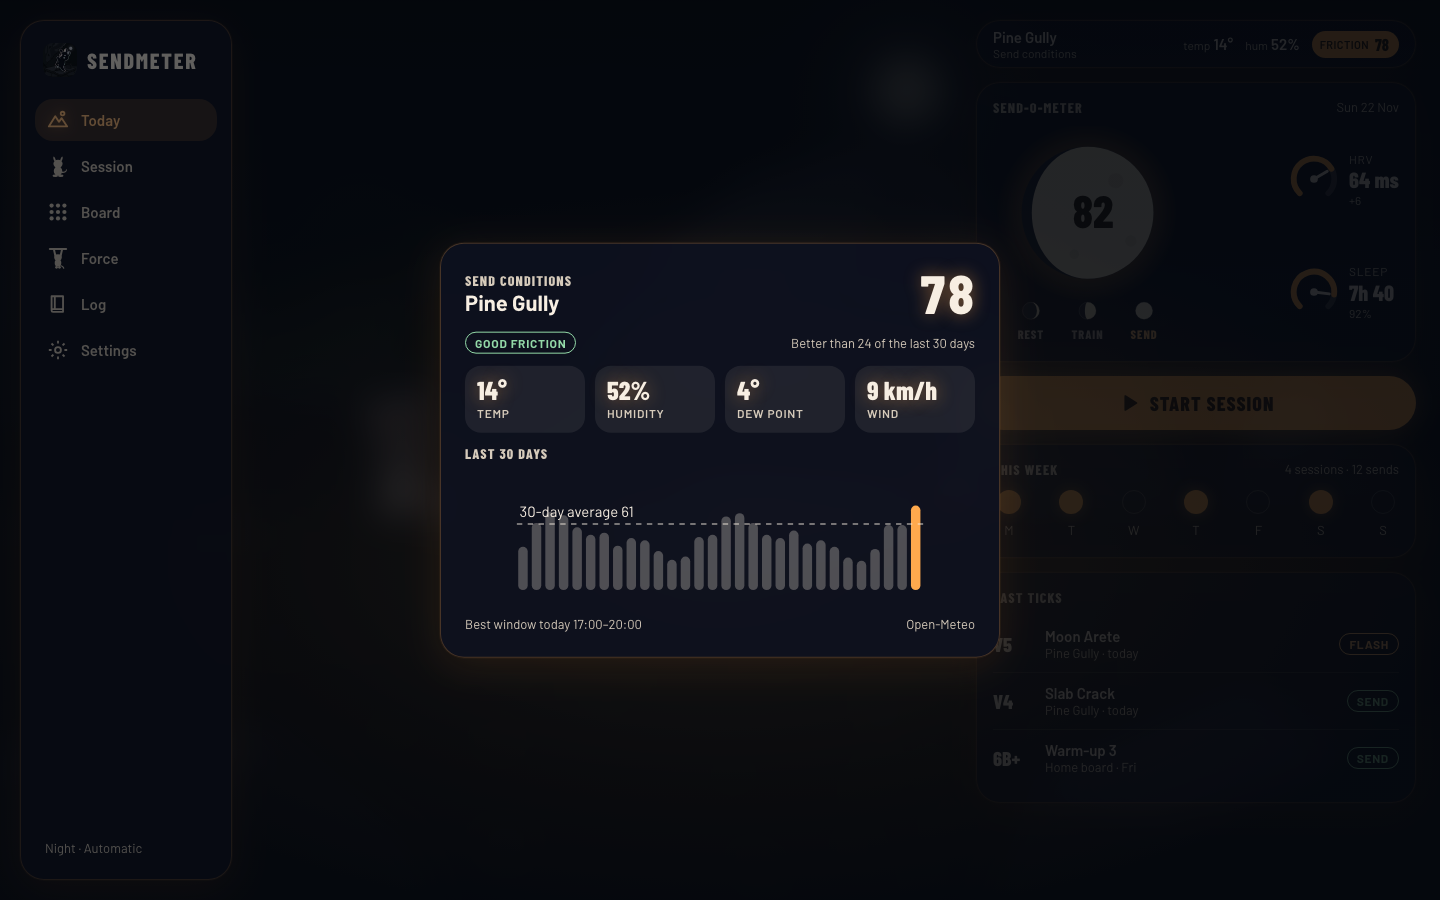 SENDMETER
Today
Session
Board
Force
Log
Settings
Night · Automatic
Pine Gully
Send conditions
temp 14° hum 52% FRICTION 78
SEND-O-METER
Sun 22 Nov
82
REST
TRAIN
SEND
HRV
64 ms
+6
SLEEP
7h 40
92%
START SESSION
HIS WEEK
4 sessions · 12 sends
M
T
W
T
F
S
S
AST TICKS
V5
Moon Arete
Pine Gully · today
FLASH
V4
Slab Crack
Pine Gully · today
SEND
6B+
Warm-up 3
Home board · Fri
SEND
SEND CONDITIONS
Pine Gully
78
GOOD FRICTION
Better than 24 of the last 30 days
14°
TEMP
52%
HUMIDITY
4°
DEW POINT
9 km/h
WIND
LAST 30 DAYS
30-day average 61
Best window today 17:00–20:00
Open-Meteo